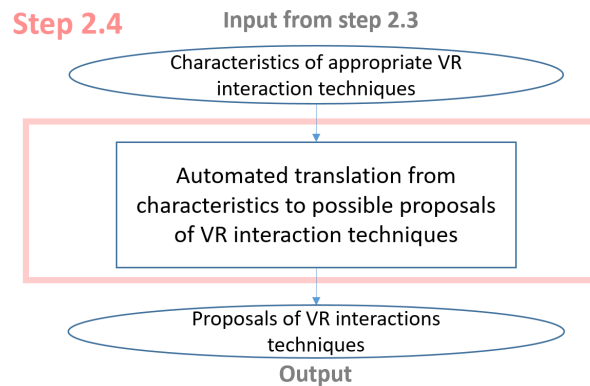 Step 2.4
Input from step 2.3
Characteristics of appropriate VR
interaction techniques
Automated translation from
characteristics to possible proposals
of VR interaction techniques
Proposals of VR interactions
techniques
Output